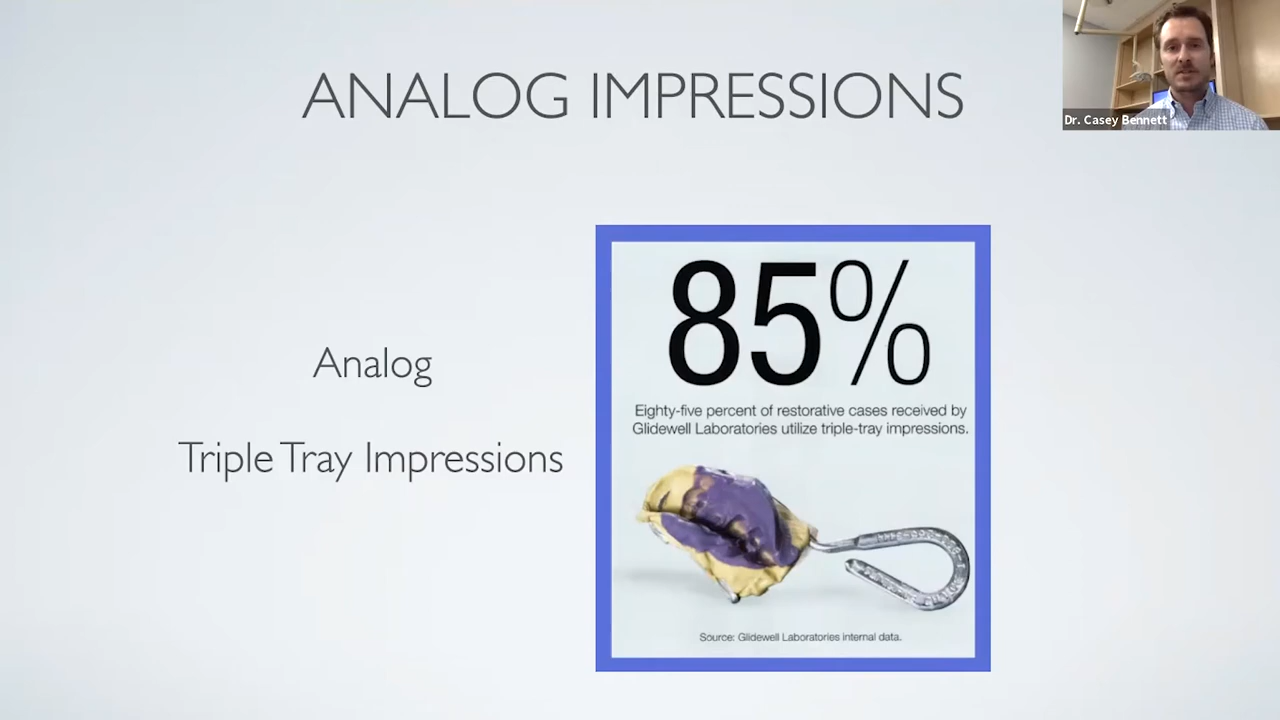 ANALOG IMPRESSIONS
Dr. Casey Bennett
85%
Eighty-five percent of restorative cases received by
Glidewell Laboratories utilize triple-tray impressions.
Analog
Triple Tray Impressions
Source: Glidewell Laboratories internal data.